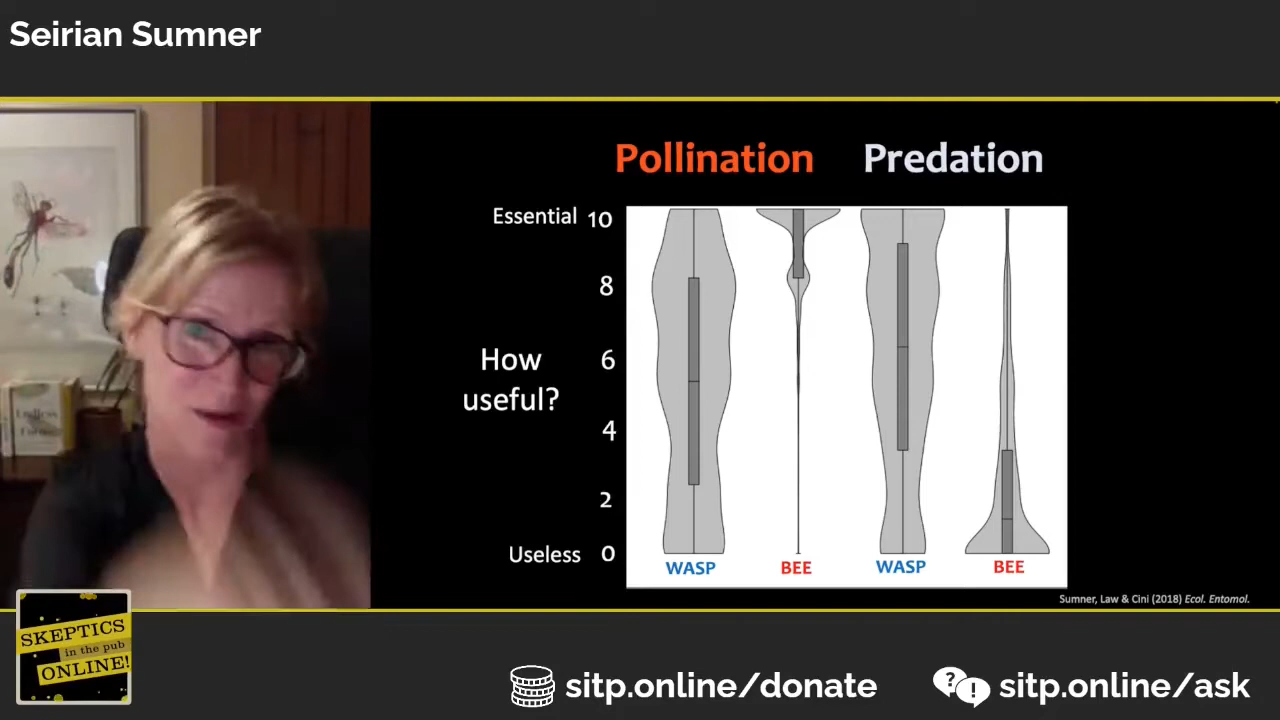 Seirian Sumner
Pollination
Predation
Essential
10
8
6
4
2
0
How
useful?
Useless
WASP
BEE
WASP
BEE
Sumner, Law & Cini (2018) Ecol. Entomol.
Endless
SKEPTICS
in the pub
ONLINE!
sitp.online/donate
? !
sitp.online/ask